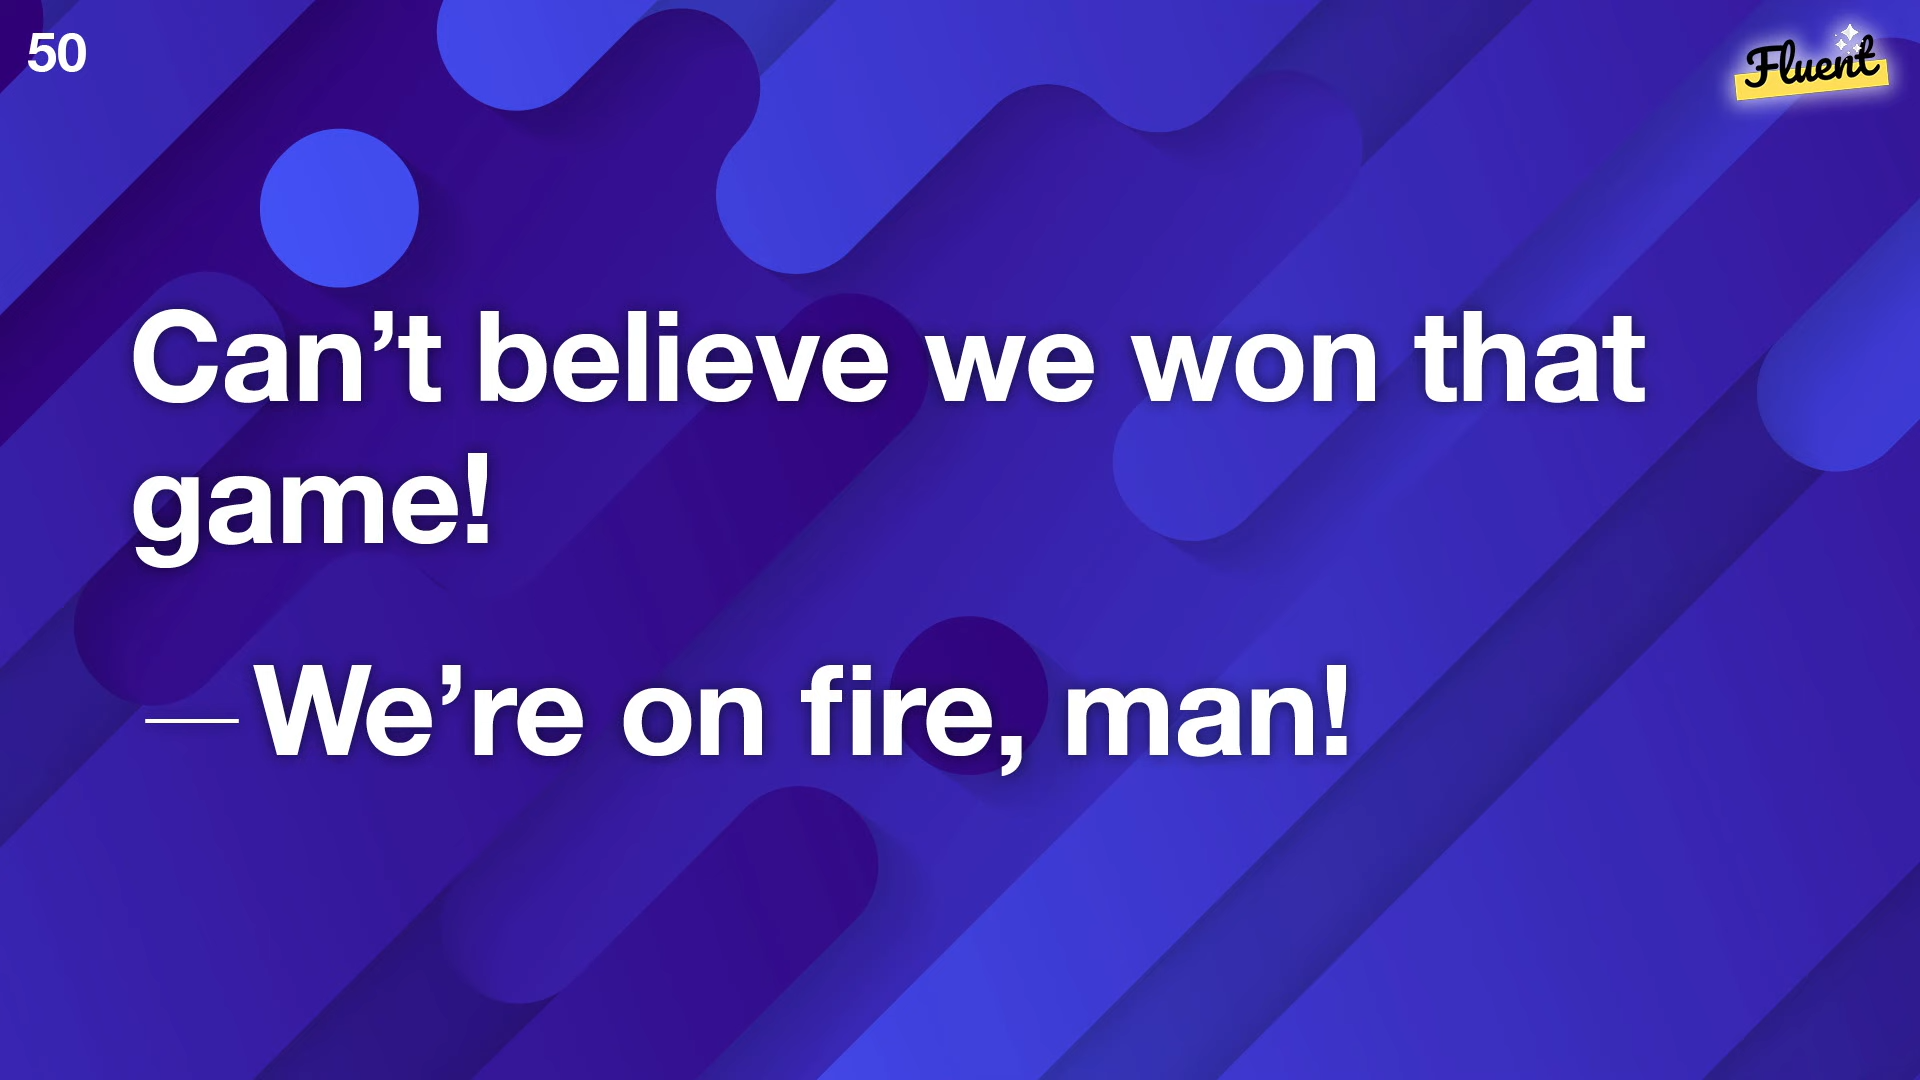 50
Fluent
Can’t believe we won that
game!
— We’re on fire, man!